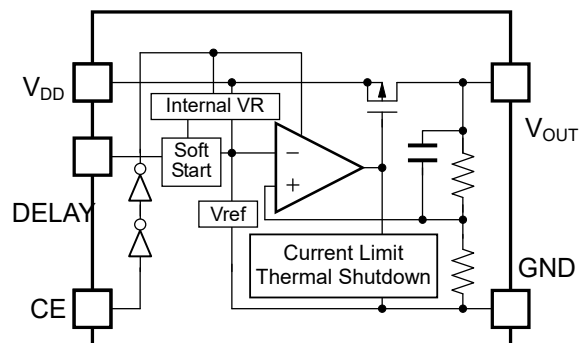 V_DD
Internal VR
V_OUT
Soft
Start
−
+
DELAY
Vref
Current Limit
Thermal Shutdown
GND
CE